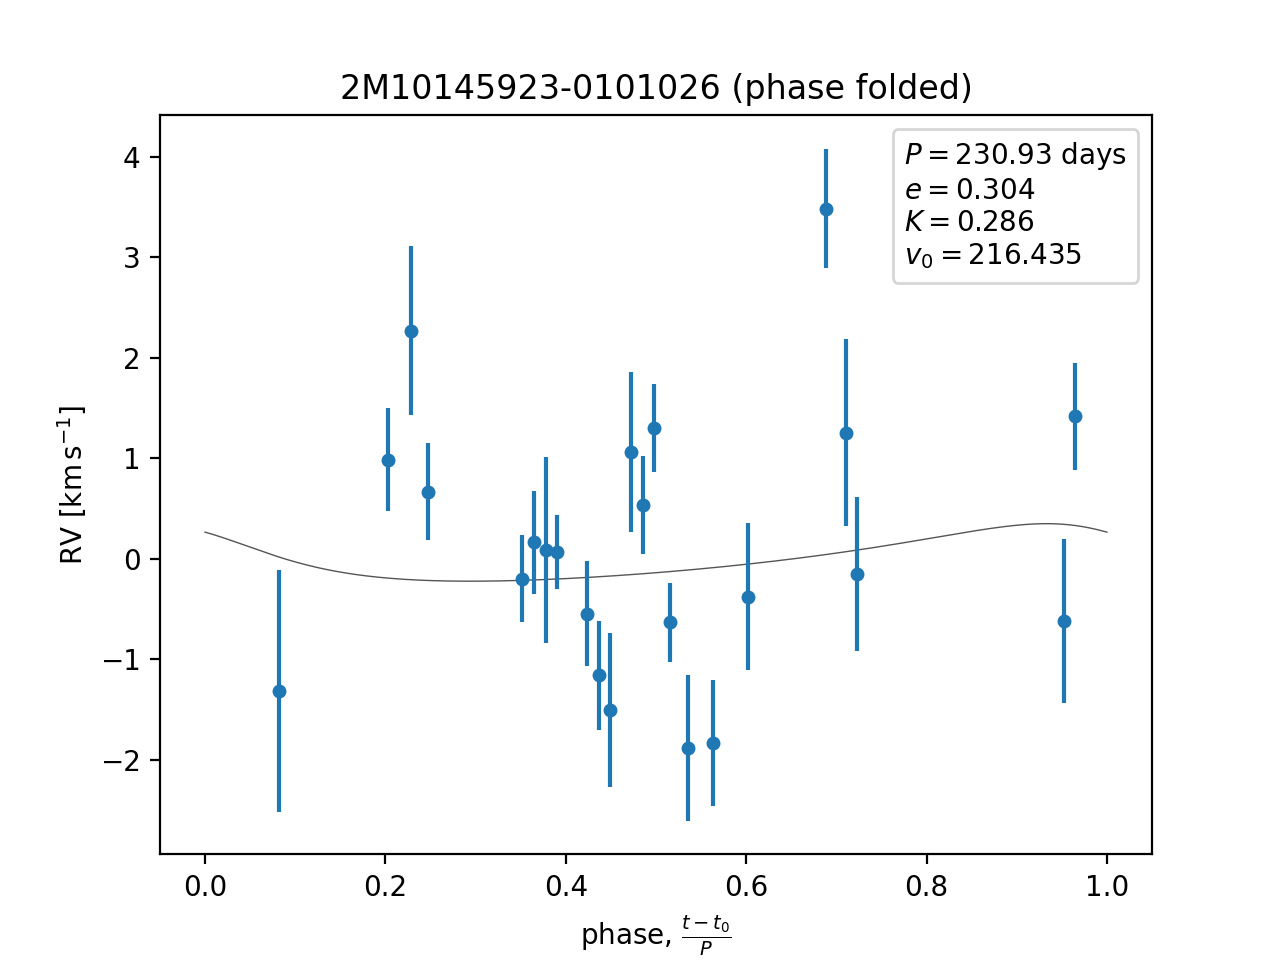 2M10145923-0101026 (phase folded)
P = 230.93 days
e = 0.304
K = 0.286
v₀ = 216.435
4
3
2
1
0
−1
−2
RV [km s⁻¹]
0.0 0.2 0.4 0.6 0.8 1.0
phase, (t − t₀)/P